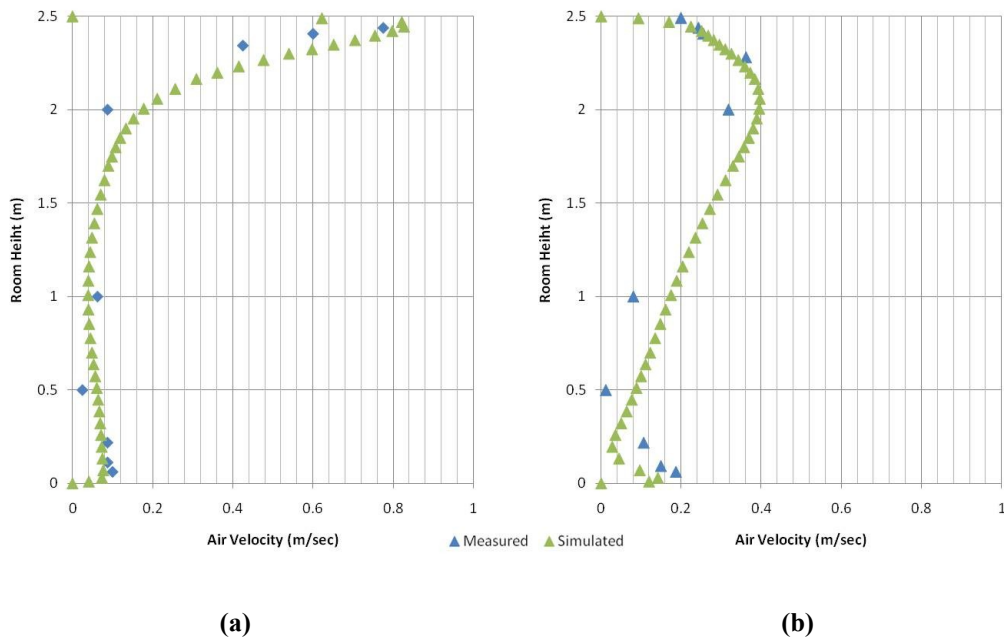 2.5
2
1.5
1
0.5
0
Room Heiht (m)
0 0.2 0.4 0.6 0.8 1
Air Velocity (m/sec)
2.5
2
1.5
1
0.5
0
Room Heiht (m)
0 0.2 0.4 0.6 0.8 1
Air Velocity (m/sec)
Measured Simulated
(a) (b)